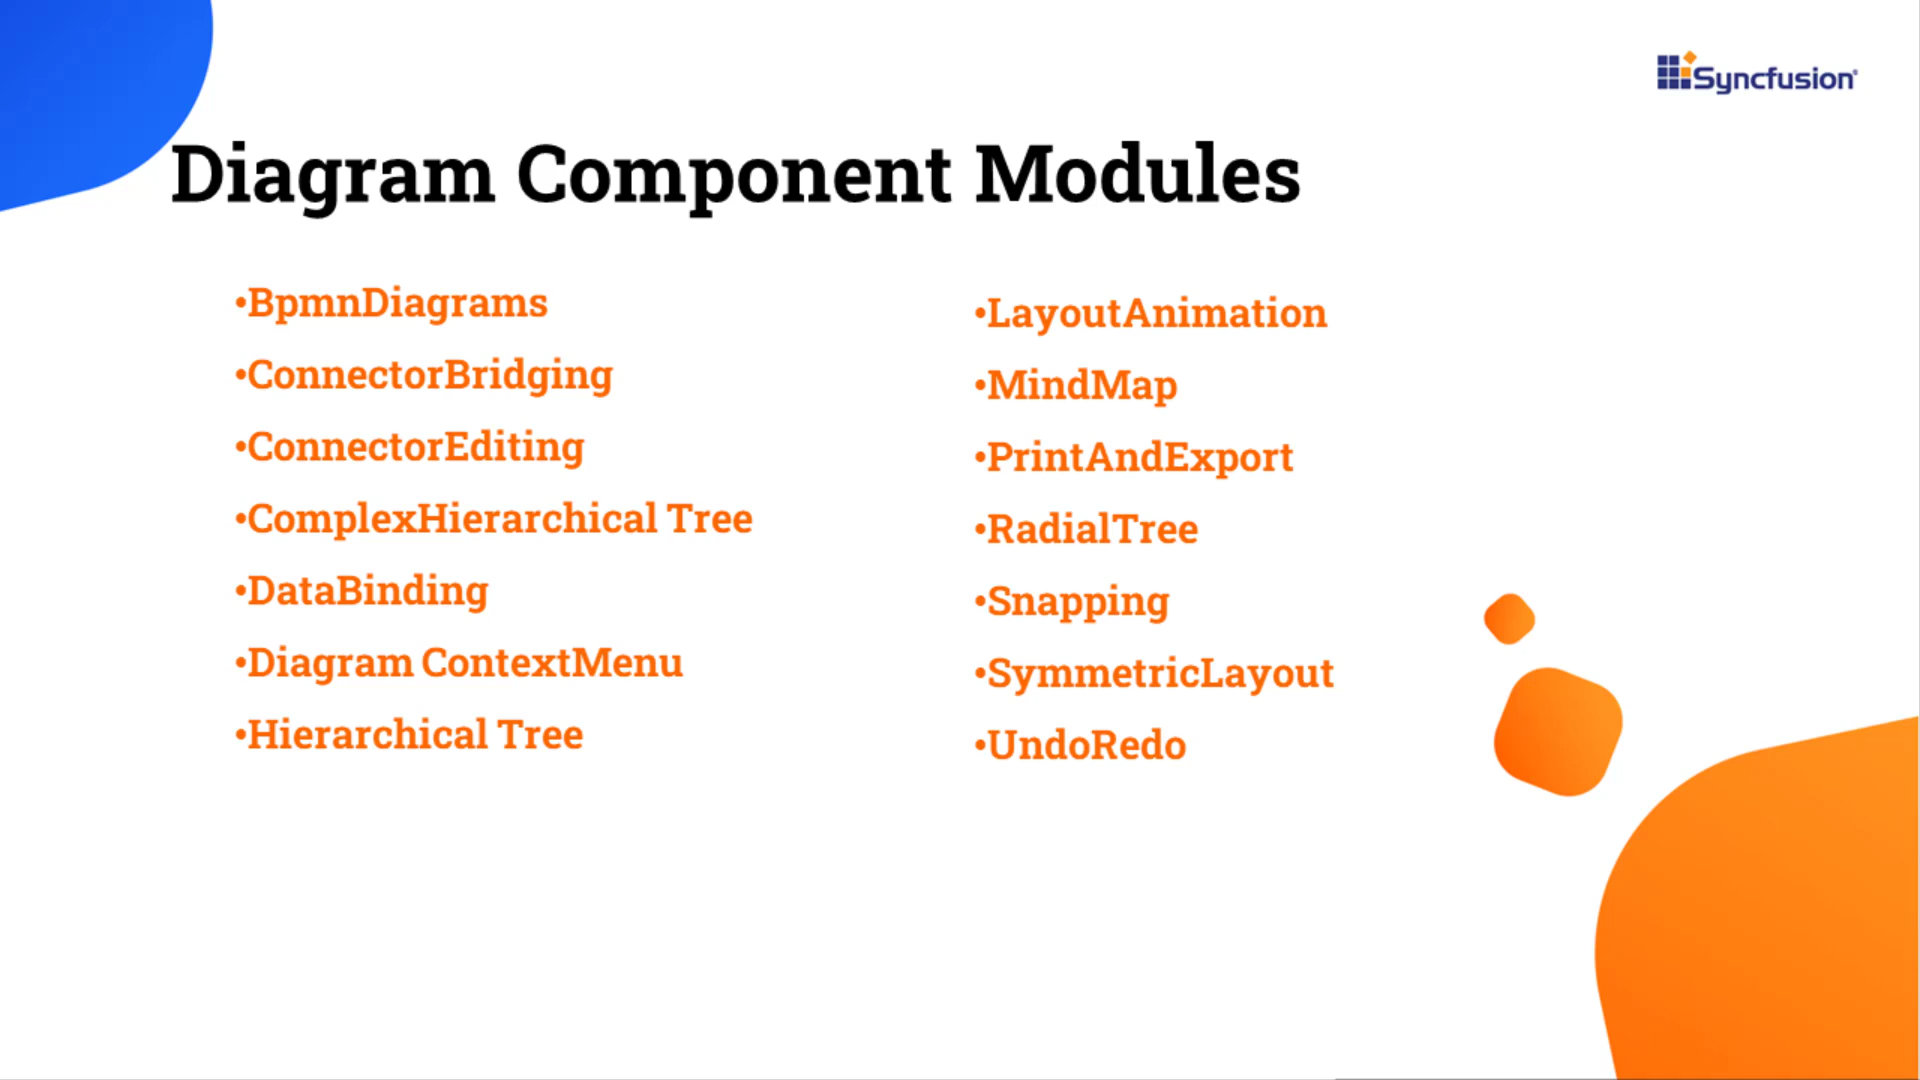 Syncfusion®
Diagram Component Modules
•BpmnDiagrams
•ConnectorBridging
•ConnectorEditing
•ComplexHierarchical Tree
•DataBinding
•Diagram ContextMenu
•Hierarchical Tree
•LayoutAnimation
•MindMap
•PrintAndExport
•RadialTree
•Snapping
•SymmetricLayout
•UndoRedo